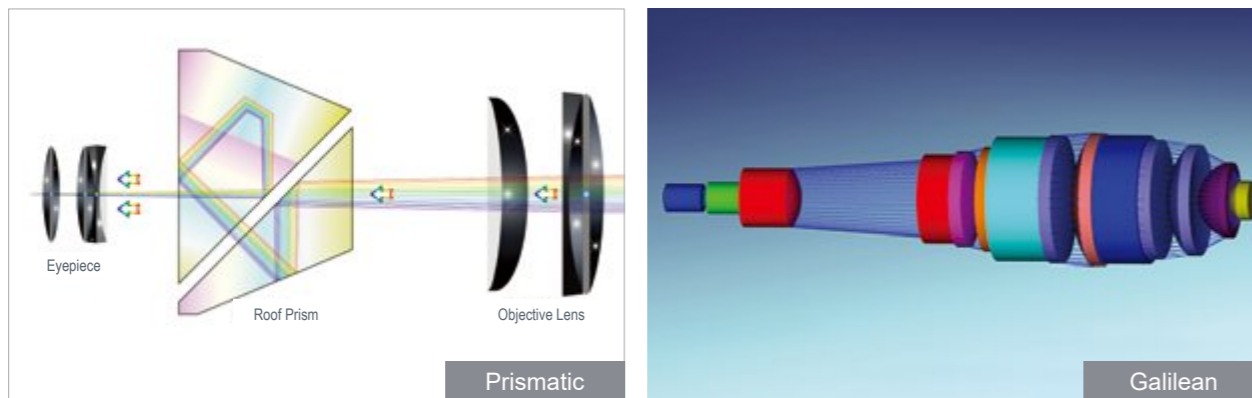 Eyepiece
Roof Prism
Objective Lens
Prismatic
Galilean